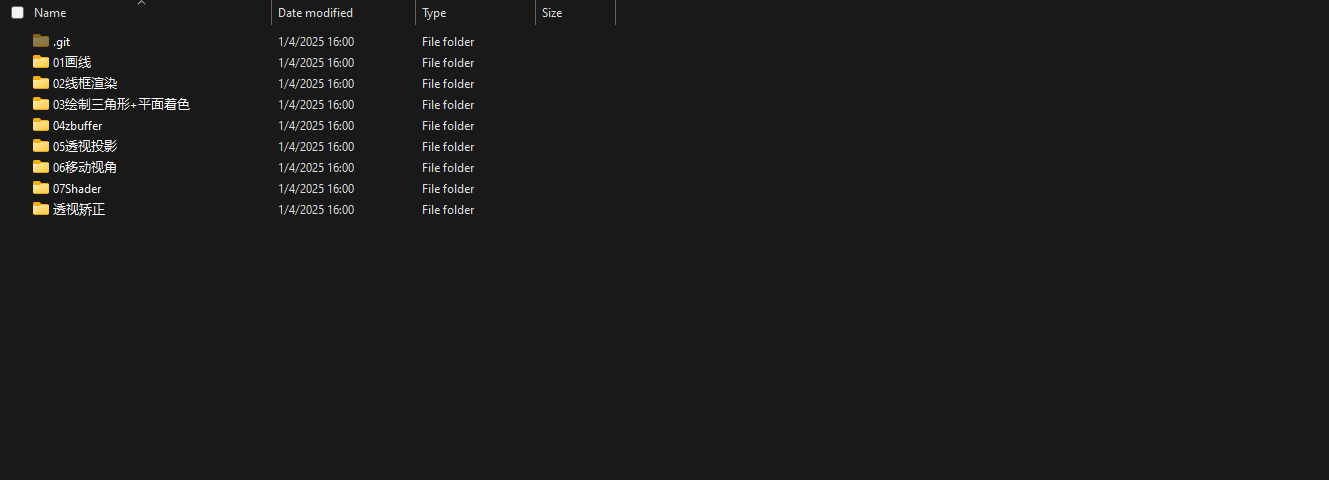 Name Date modified Type Size
.git 1/4/2025 16:00 File folder
01画线 1/4/2025 16:00 File folder
02线框渲染 1/4/2025 16:00 File folder
03绘制三角形+平面着色 1/4/2025 16:00 File folder
04zbuffer 1/4/2025 16:00 File folder
05透视投影 1/4/2025 16:00 File folder
06移动视角 1/4/2025 16:00 File folder
07Shader 1/4/2025 16:00 File folder
透视矫正 1/4/2025 16:00 File folder